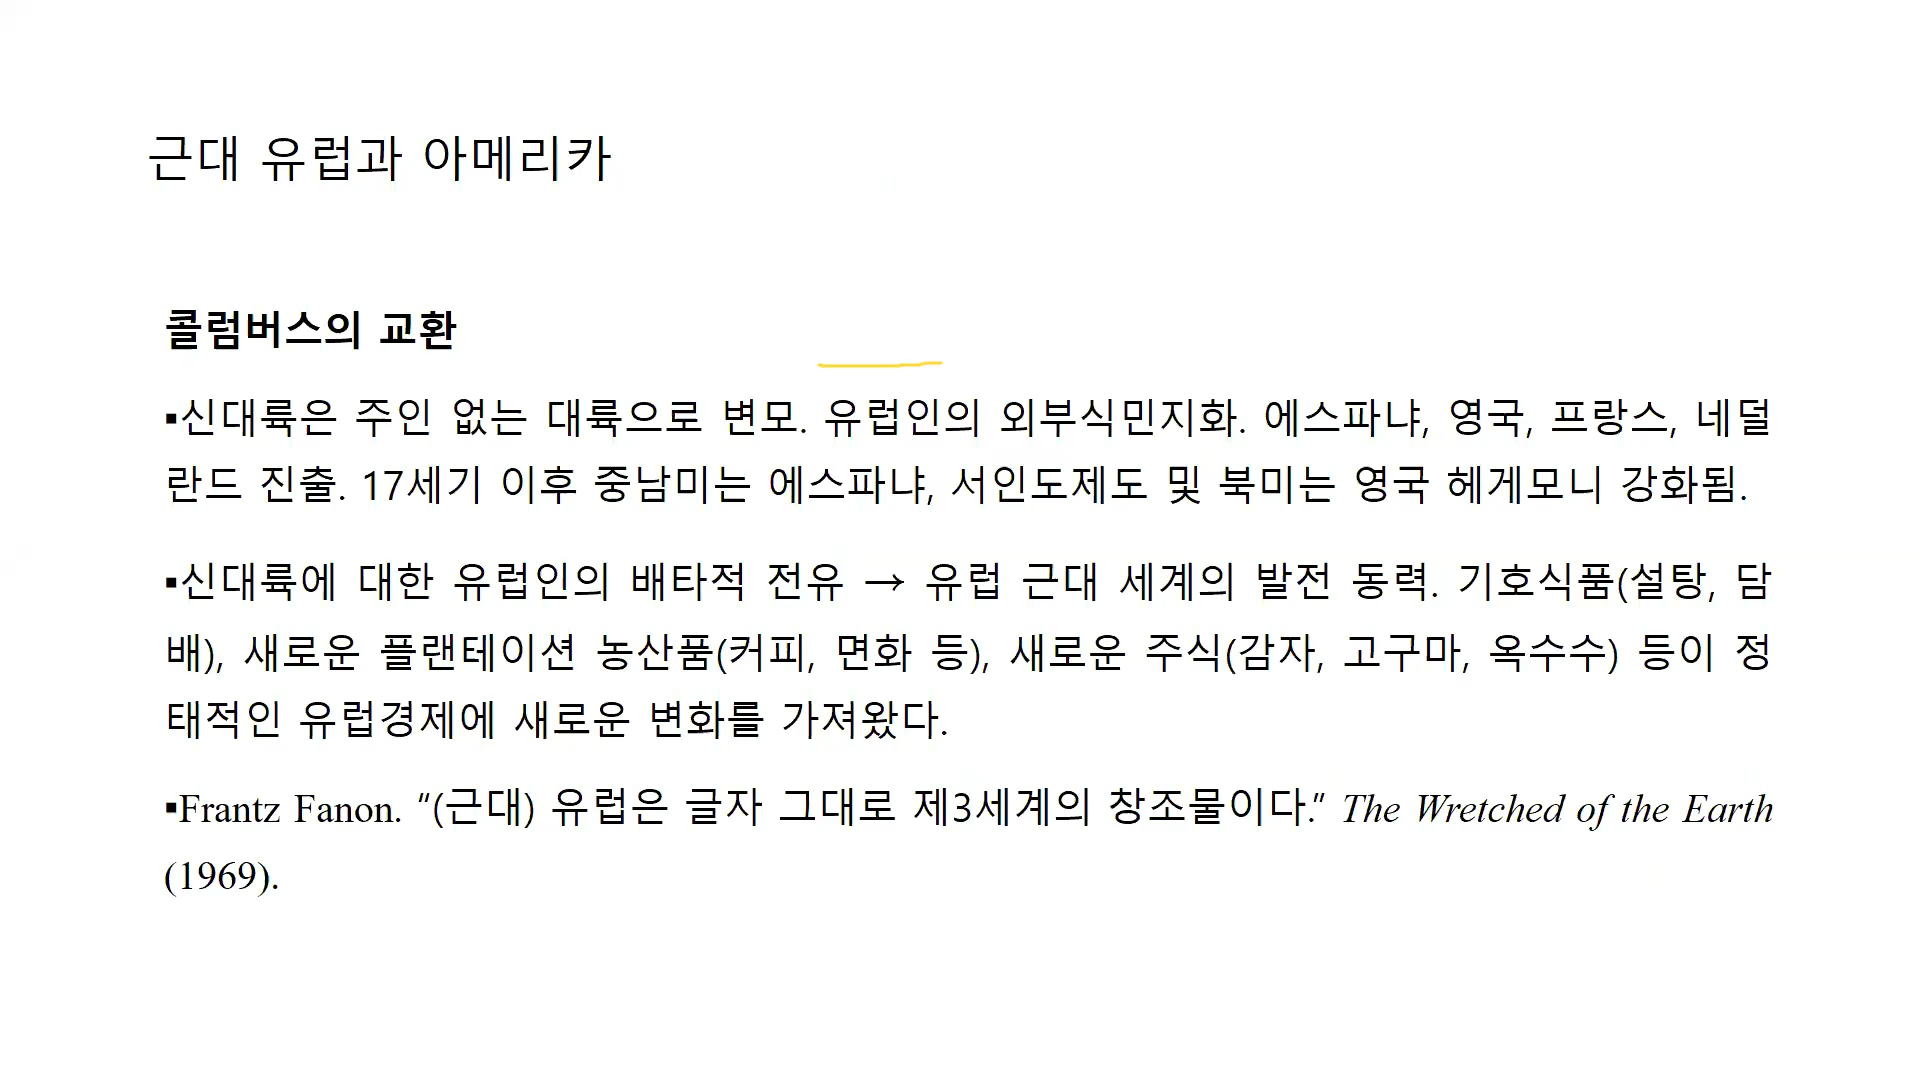 근대 유럽과 아메리카
콜럼버스의 교환
▪신대륙은 주인 없는 대륙으로 변모. 유럽인의 외부식민지화. 에스파냐, 영국, 프랑스, 네덜
란드 진출. 17세기 이후 중남미는 에스파냐, 서인도제도 및 북미는 영국 헤게모니 강화됨.
▪신대륙에 대한 유럽인의 배타적 전유 → 유럽 근대 세계의 발전 동력. 기호식품(설탕, 담
배), 새로운 플랜테이션 농산품(커피, 면화 등), 새로운 주식(감자, 고구마, 옥수수) 등이 정
태적인 유럽경제에 새로운 변화를 가져왔다.
▪Frantz Fanon. “(근대) 유럽은 글자 그대로 제3세계의 창조물이다.” The Wretched of the Earth
(1969).